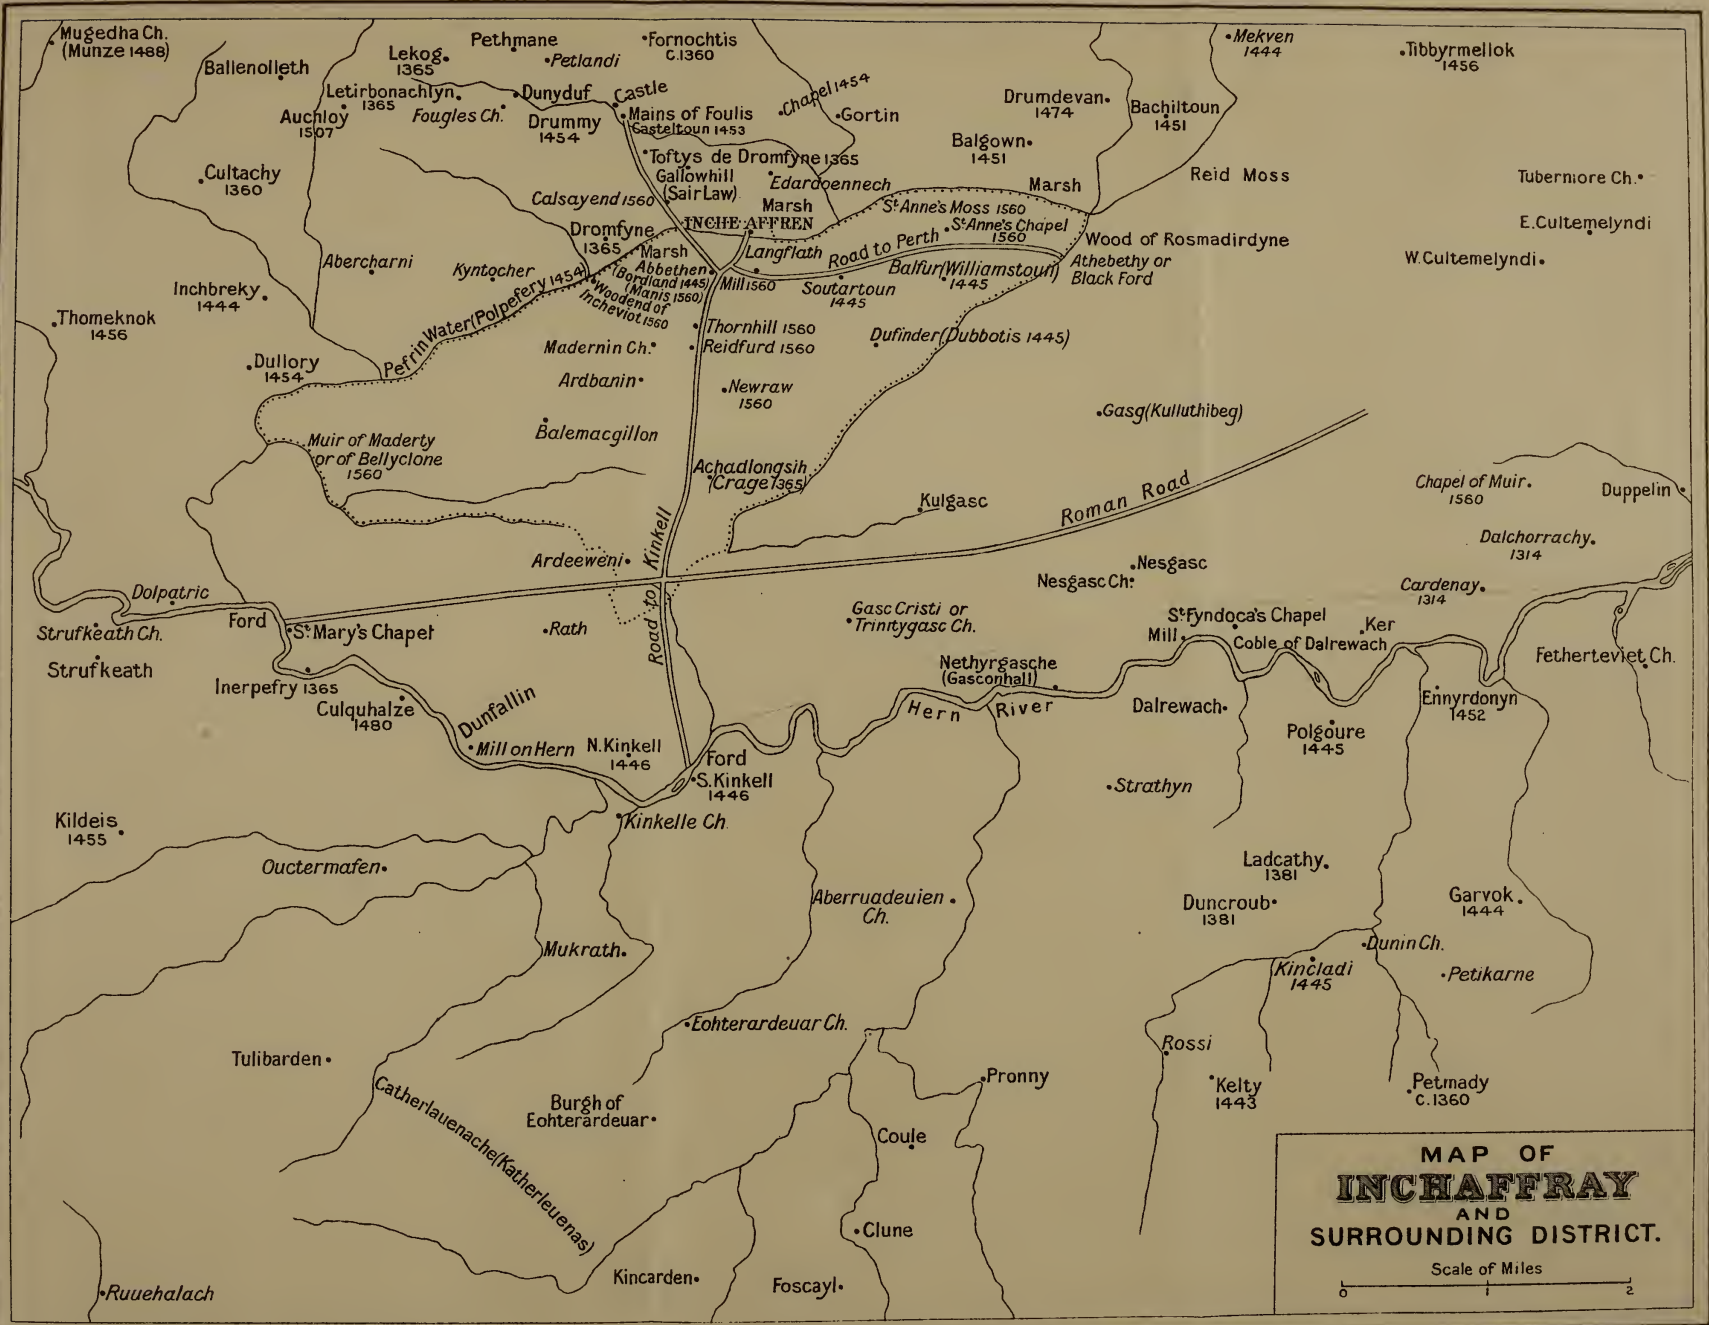 Mugedha Ch.
(Munze 1488)
Ballenolleth
Lekog.
1365
Pethmane
Petlandi
Fornochtis
C.1360
Mekven
1444
Tibbyrmellok
1456
Letirbonachlyn.
1365
Auchloy
1507
Fougles Ch.
Dunyduf
Castle
Drummy
1454
Mains of Foulis
Casteltoun 1453
Chapel 1454
Gortin
Drumdevan.
1474
Bachiltoun
1451
Balgown.
1451
Cultachy
1360
Toftys de Dromfyne 1365
Gallowhill
(Sair Law)
Edardoennech
Marsh
Reid Moss
Tubermore Ch.
Calsayend 1560
Marsh
St. Anne's Moss 1560
INCHE AFFREN
St. Anne's Chapel
1560
E.Cultemelyndi
Dromfyne
1365
Marsh
Langflath
Road to Perth
Wood of Rosmadirdyne
Abercharni
Kyntocher
Abbethen
(Bordland 1445)
(Manis 1560)
Mill 1560
Soutartoun
1445
Balfur(Williamstoun)
1445
Athebethy or
Black Ford
W.Cultemelyndi.
Inchbreky.
1444
Woodend of
Incheviot 1560
Thomeknok
1456
Pefrin Water (Polpefery 1454)
Thornhill 1560
Reidfurd 1560
Madernin Ch.
Dufinder(Dubbotis 1445)
Dullory
1454
Ardbanin
Newraw
1560
Gasg(Kulluthibeg)
Balemacgillon
Muir of Maderty
or of Bellyclone
1560
Achadlongsih
(Crage 1365)
Kulgasc
Roman Road
Chapel of Muir.
1560
Duppelin
Road to Kinkell
Ardeeweni
Dalchorrachy.
1314
Nesgasc
Nesgasc Ch.
Cardenay.
1314
Dolpatric
Ford
St. Mary's Chapel
Strufkeath Ch.
Strufkeath
Rath
Gasc Cristi or
Trinitygasc Ch.
St. Fyndoca's Chapel
Mill
Ker
Coble of Dalrewach
Fetherteviet Ch.
Inerpefry 1365
Culquhalze
1480
Nethyrgasche
(Gasconhall)
Hern River
Dalrewach
Ennyrdonyn
1452
Polgoure
1445
Dunfallin
Mill on Hern
N.Kinkell
1446
Ford
S.Kinkell
1446
Strathyn
Kildeis
1455
Kinkelle Ch.
Ouctermafen
Ladcathy.
1381
Aberruadeuien
Ch.
Duncroub
1381
Garvok
1444
Mukrath.
Dunin Ch.
Kincladi
1445
Petikarne
Eohterardeuar Ch.
Rossi
Tulibarden
Pronny
Kelty
1443
Petmady
C.1360
Catherlauenache(Katherleuenas)
Burgh of
Eohterardeuar
Coule
Clune
Kincarden.
Foscayl.
Ruuehalach
MAP OF
INCHAFFRAY
AND
SURROUNDING DISTRICT.
Scale of Miles
0 1 2